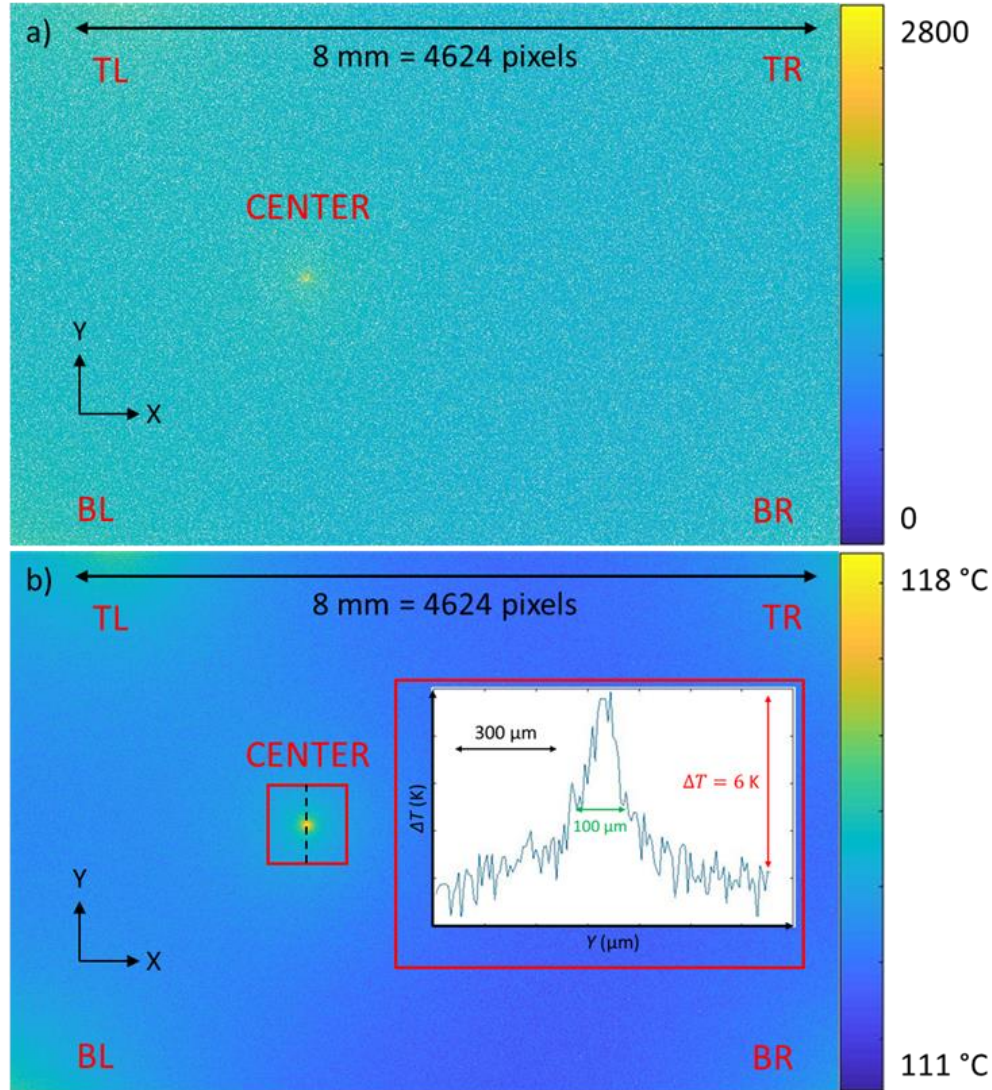 a)
8 mm = 4624 pixels
TL
TR
CENTER
Y
X
BL
BR
2800
0
b)
8 mm = 4624 pixels
TL
TR
CENTER
300 µm
ΔT (K)
ΔT = 6 K
100 µm
Y (µm)
Y
X
BL
BR
118 °C
111 °C